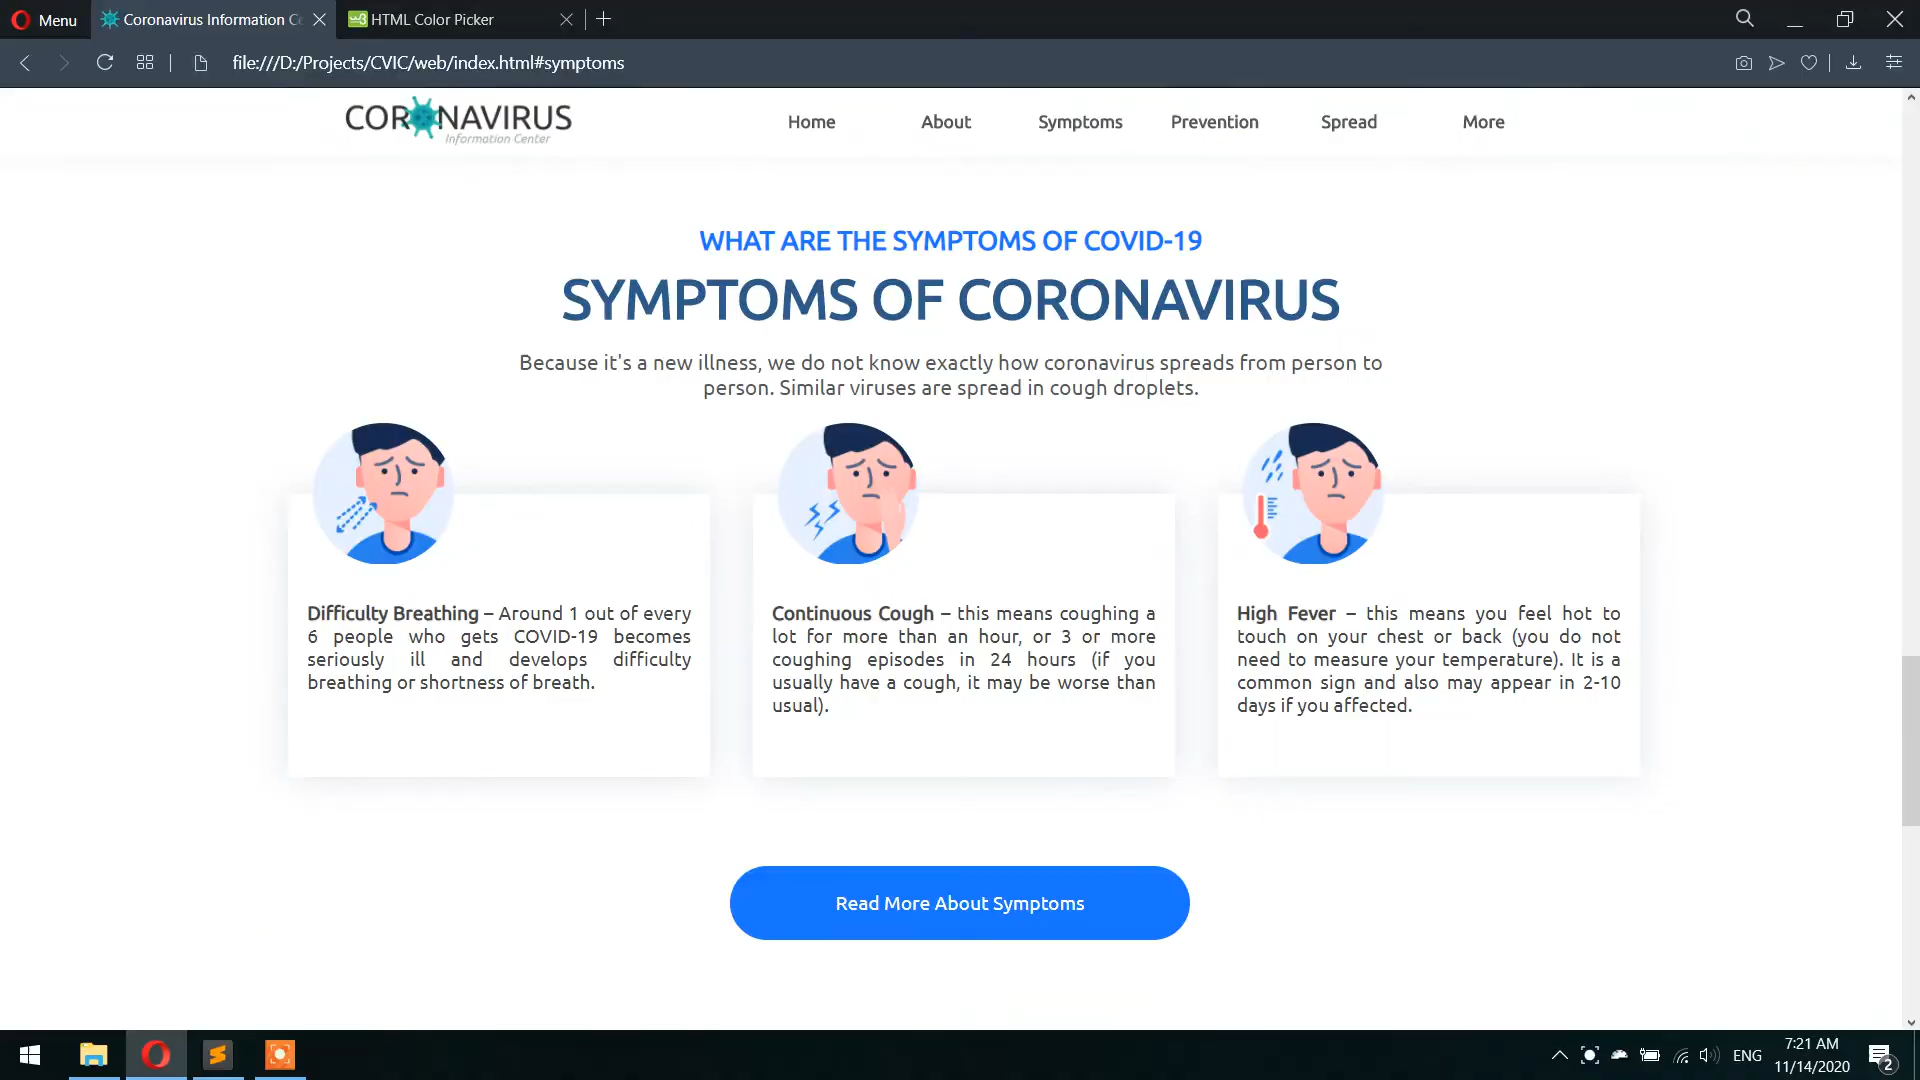 Menu
Coronavirus Information Ce
HTML Color Picker
file:///D:/Projects/CVIC/web/index.html#symptoms
CORONAVIRUS
Information Center
Home
About
Symptoms
Prevention
Spread
More
WHAT ARE THE SYMPTOMS OF COVID-19
SYMPTOMS OF CORONAVIRUS
Because it's a new illness, we do not know exactly how coronavirus spreads from person to
person. Similar viruses are spread in cough droplets.
Difficulty Breathing – Around 1 out of every
6 people who gets COVID-19 becomes
seriously ill and develops difficulty
breathing or shortness of breath.
Continuous Cough – this means coughing a
lot for more than an hour, or 3 or more
coughing episodes in 24 hours (if you
usually have a cough, it may be worse than
usual).
High Fever – this means you feel hot to
touch on your chest or back (you do not
need to measure your temperature). It is a
common sign and also may appear in 2-10
days if you affected.
Read More About Symptoms
ENG
7:21 AM
11/14/2020
2